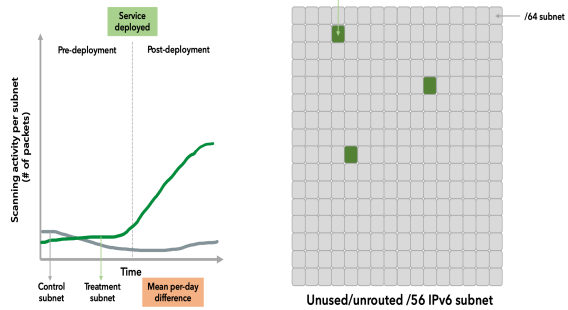 Service
deployed
Pre-deployment
Post-deployment
Scanning activity per subnet
(# of packets)
Time
Control
subnet
Treatment
subnet
Mean per-day
difference
/64 subnet
Unused/unrouted /56 IPv6 subnet